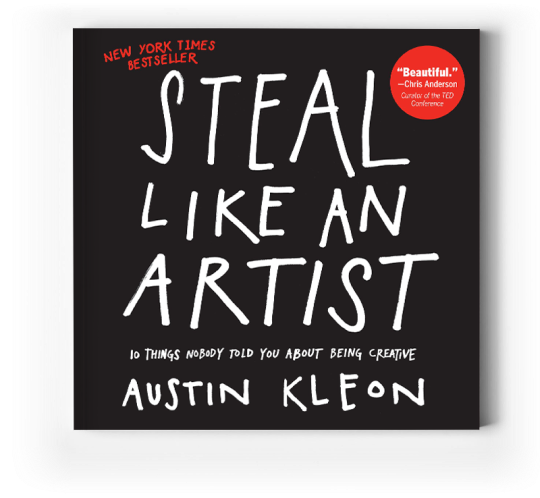 NEW YORK TIMES
BESTSELLER
STEAL
LIKE AN
ARTIST
10 THINGS NOBODY TOLD YOU ABOUT BEING CREATIVE
AUSTIN KLEON
“Beautiful.”
—Chris Anderson
Curator of the TED
Conference